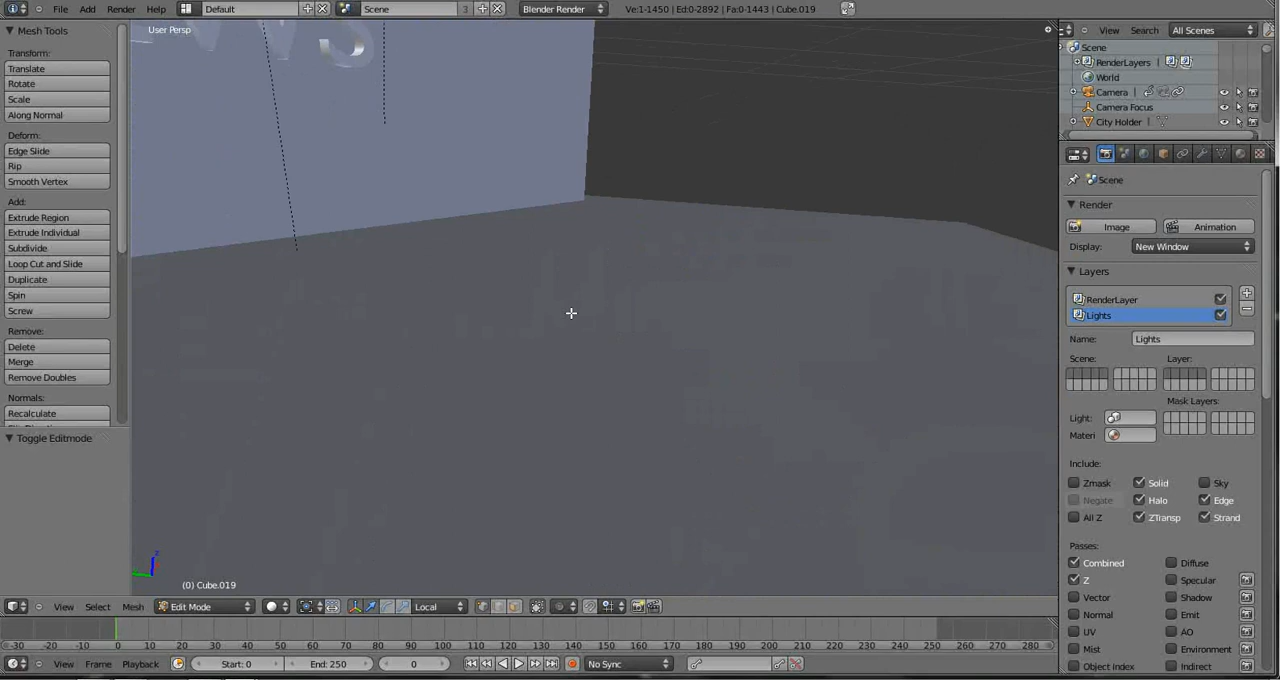 File Add Render Help Default Scene 3 Blender Render Ve:1-1450 | Ed:0-2892 | Fa:0-1443 | Cube.019
Mesh Tools
Transform:
Translate
Rotate
Scale
Along Normal
Deform:
Edge Slide
Rip
Smooth Vertex
Add:
Extrude Region
Extrude Individual
Subdivide
Loop Cut and Slide
Duplicate
Spin
Screw
Remove:
Delete
Merge
Remove Doubles
Normals:
Recalculate
Toggle Editmode
User Persp
(0) Cube.019
View Select Mesh Edit Mode Local
-30 -20 -10 0 10 20 30 40 50 60 70 80 90 100 110 120 130 140 150 160 170 180 190 200 210 220 230 240 250 260 270 280
View Frame Playback Start: 0 End: 250 0 No Sync
View Search All Scenes
Scene
RenderLayers |
World
Camera |
Camera Focus
City Holder |
Scene
Render
Image Animation
Display: New Window
Layers
RenderLayer
Lights
Name: Lights
Scene: Layer:
Mask Layers:
Light:
Materi
Include:
Zmask Solid Sky
Negate Halo Edge
All Z ZTransp Strand
Passes:
Combined Diffuse
Z Specular
Vector Shadow
Normal Emit
UV AO
Mist Environment
Object Index Indirect